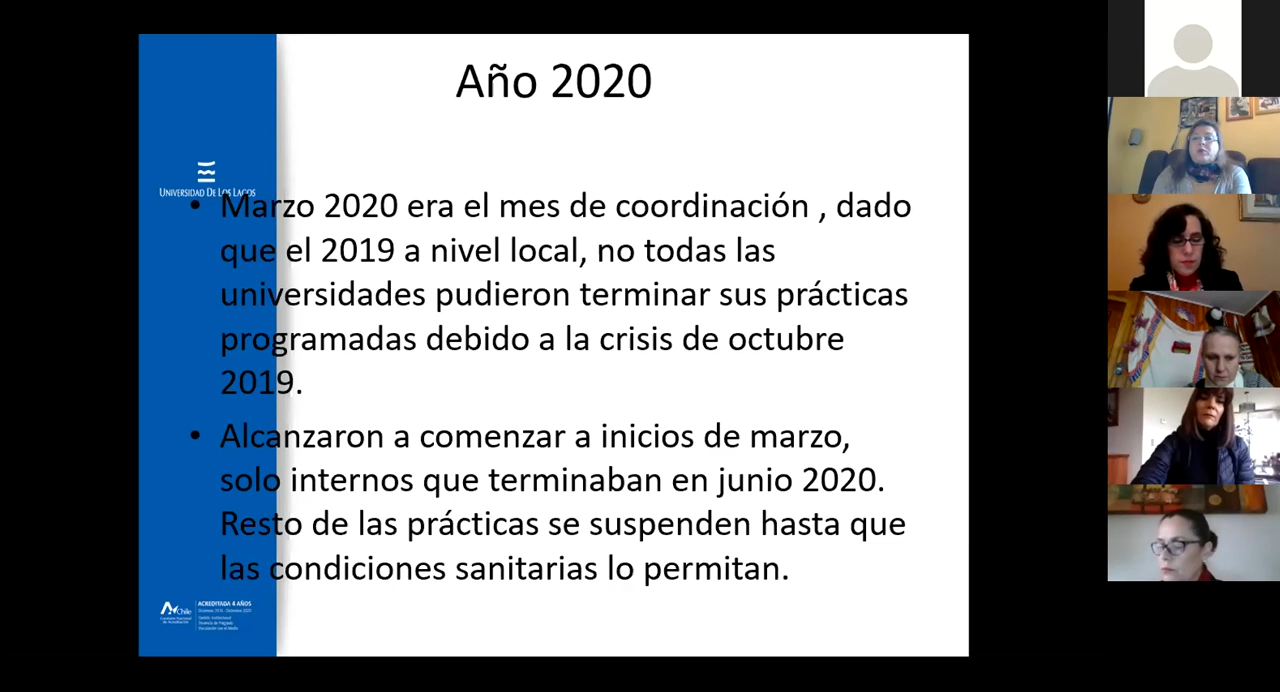 Año 2020
UNIVERSIDAD DE LOS LAGOS
• Marzo 2020 era el mes de coordinación , dado
que el 2019 a nivel local, no todas las
universidades pudieron terminar sus prácticas
programadas debido a la crisis de octubre
2019.
• Alcanzaron a comenzar a inicios de marzo,
solo internos que terminaban en junio 2020.
Resto de las prácticas se suspenden hasta que
las condiciones sanitarias lo permitan.
Chile
ACREDITADA 4 AÑOS